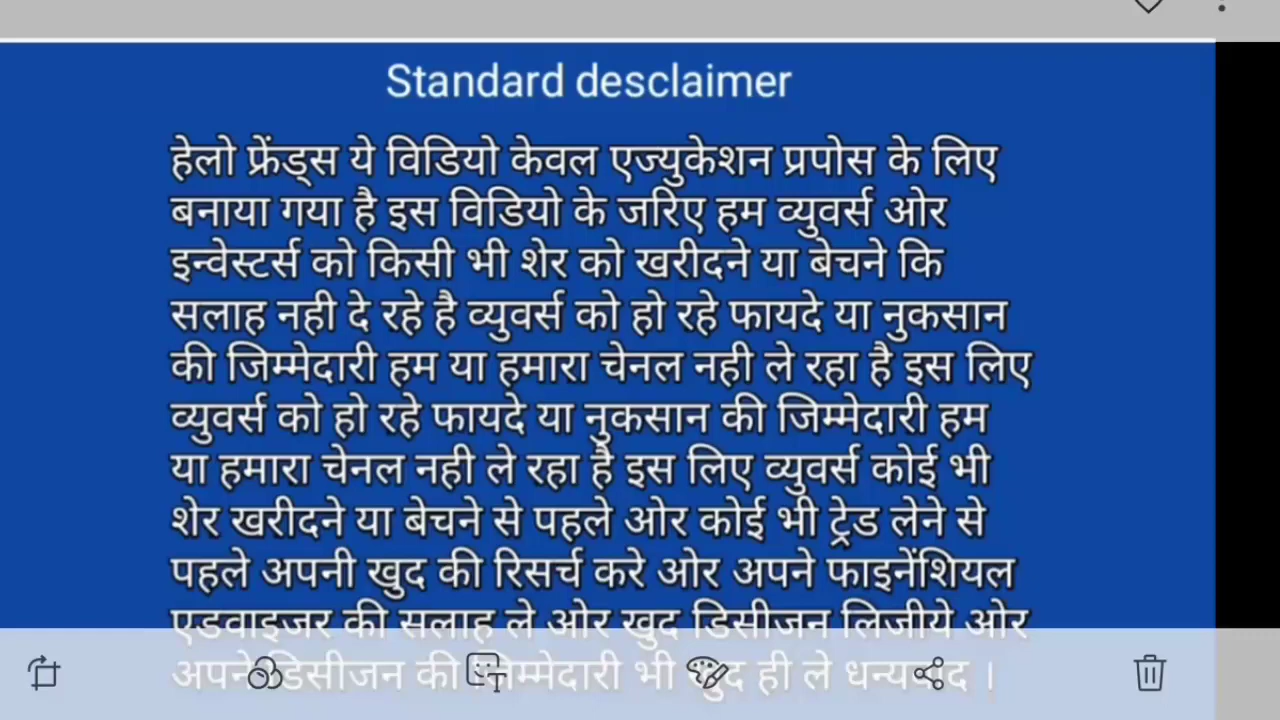 Standard desclaimer
हेलो फ्रेंड्स ये विडियो केवल एज्युकेशन प्रपोस के लिए
बनाया गया है इस विडियो के जरिए हम व्युवर्स ओर
इन्वेस्टर्स को किसी भी शेर को खरीदने या बेचने कि
सलाह नही दे रहे है व्युवर्स को हो रहे फायदे या नुकसान
की जिम्मेदारी हम या हमारा चेनल नही ले रहा है इस लिए
व्युवर्स को हो रहे फायदे या नुकसान की जिम्मेदारी हम
या हमारा चेनल नही ले रहा है इस लिए व्युवर्स कोई भी
शेर खरीदने या बेचने से पहले ओर कोई भी ट्रेड लेने से
पहले अपनी खुद की रिसर्च करे ओर अपने फाइनेंशियल
एडवाइजर की सलाह ले ओर खुद डिसीजन लिजीये ओर
अपने डिसीजन की जिम्मेदारी भी खुद ही ले धन्यवाद ।